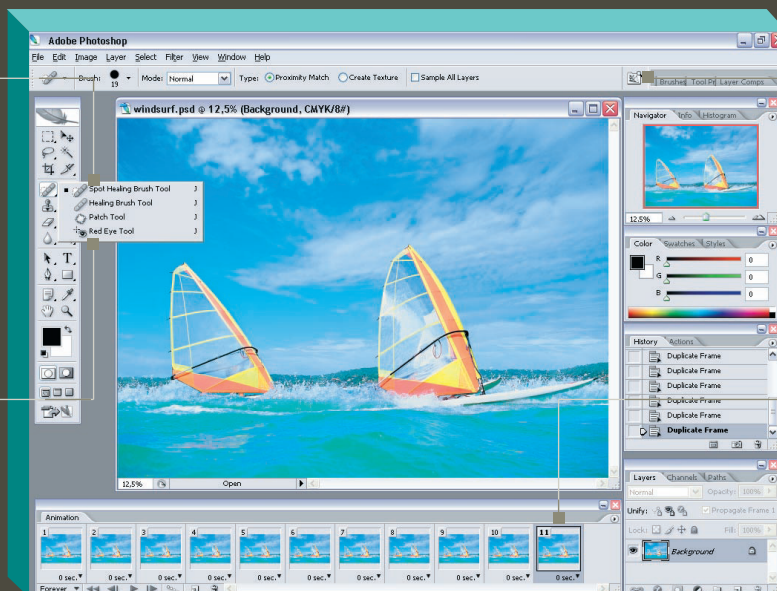 Adobe Photoshop
File Edit Image Layer Select Filter View Window Help
Brush: 19 Mode: Normal Type: Proximity Match Create Texture Sample All Layers
Brushes Tool Pr Layer Comps
windsurf.psd @ 12,5% (Background, CMYK/8#)
Spot Healing Brush Tool J
Healing Brush Tool J
Patch Tool J
Red Eye Tool J
T
12,5% Open
Navigator Info Histogram
12,5%
Color Swatches Styles
R 0
G 0
B 0
History Actions
Duplicate Frame
Duplicate Frame
Duplicate Frame
Duplicate Frame
Duplicate Frame
Duplicate Frame
Layers Channels Paths
Normal Opacity: 100%
Unify: Propagate Frame 1
Lock: Fill: 100%
Background
Animation
1 2 3 4 5 6 7 8 9 10 11
0 sec. 0 sec. 0 sec. 0 sec. 0 sec. 0 sec. 0 sec. 0 sec. 0 sec. 0 sec. 0 sec.
Forever